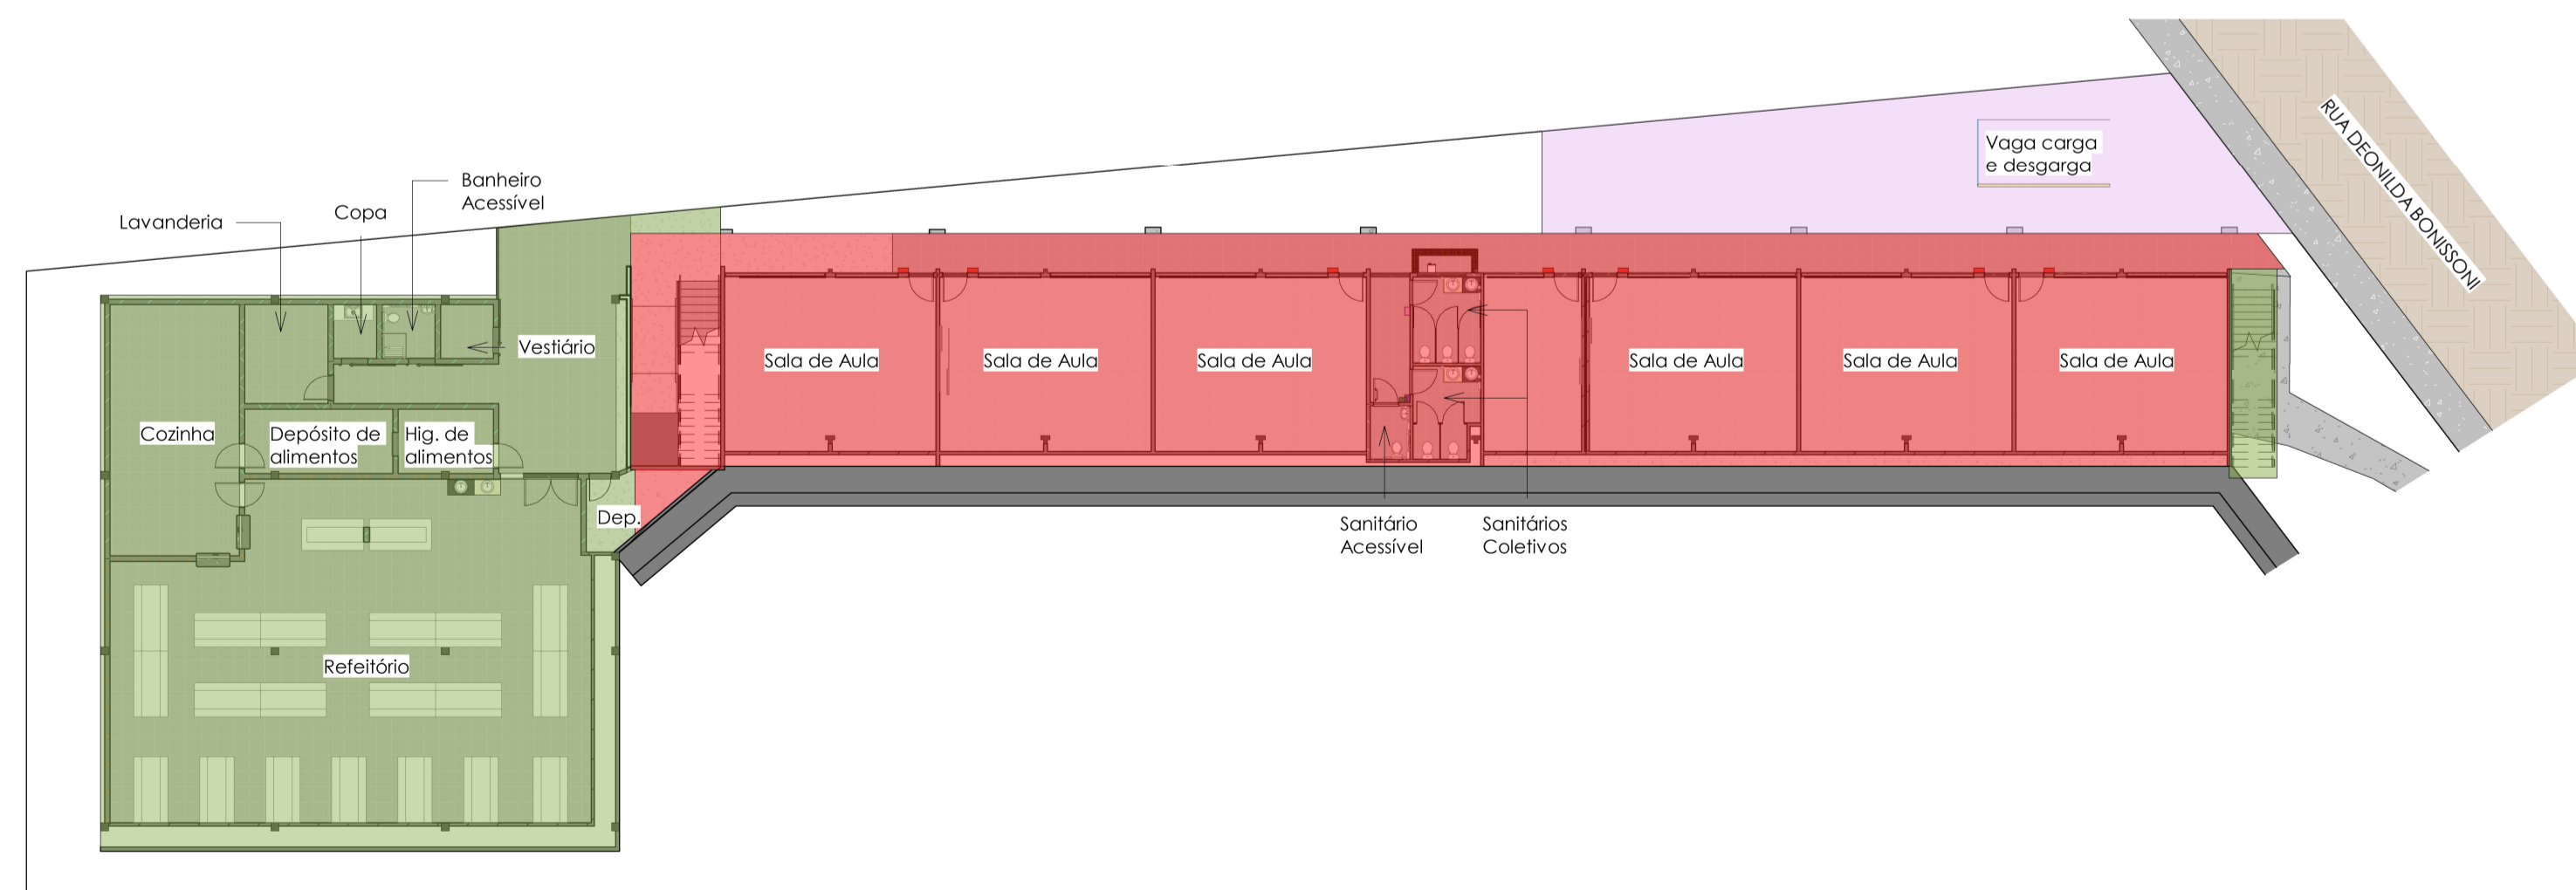 RUA DEONILDA BONISSONI
Vaga carga
e desgarga
Banheiro
Acessível
Copa
Lavanderia
Vestiário
Sala de Aula
Sala de Aula
Sala de Aula
Sala de Aula
Sala de Aula
Sala de Aula
Cozinha
Depósito de
alimentos
Hig. de
alimentos
Dep.
Sanitário
Acessível
Sanitários
Coletivos
Refeitório